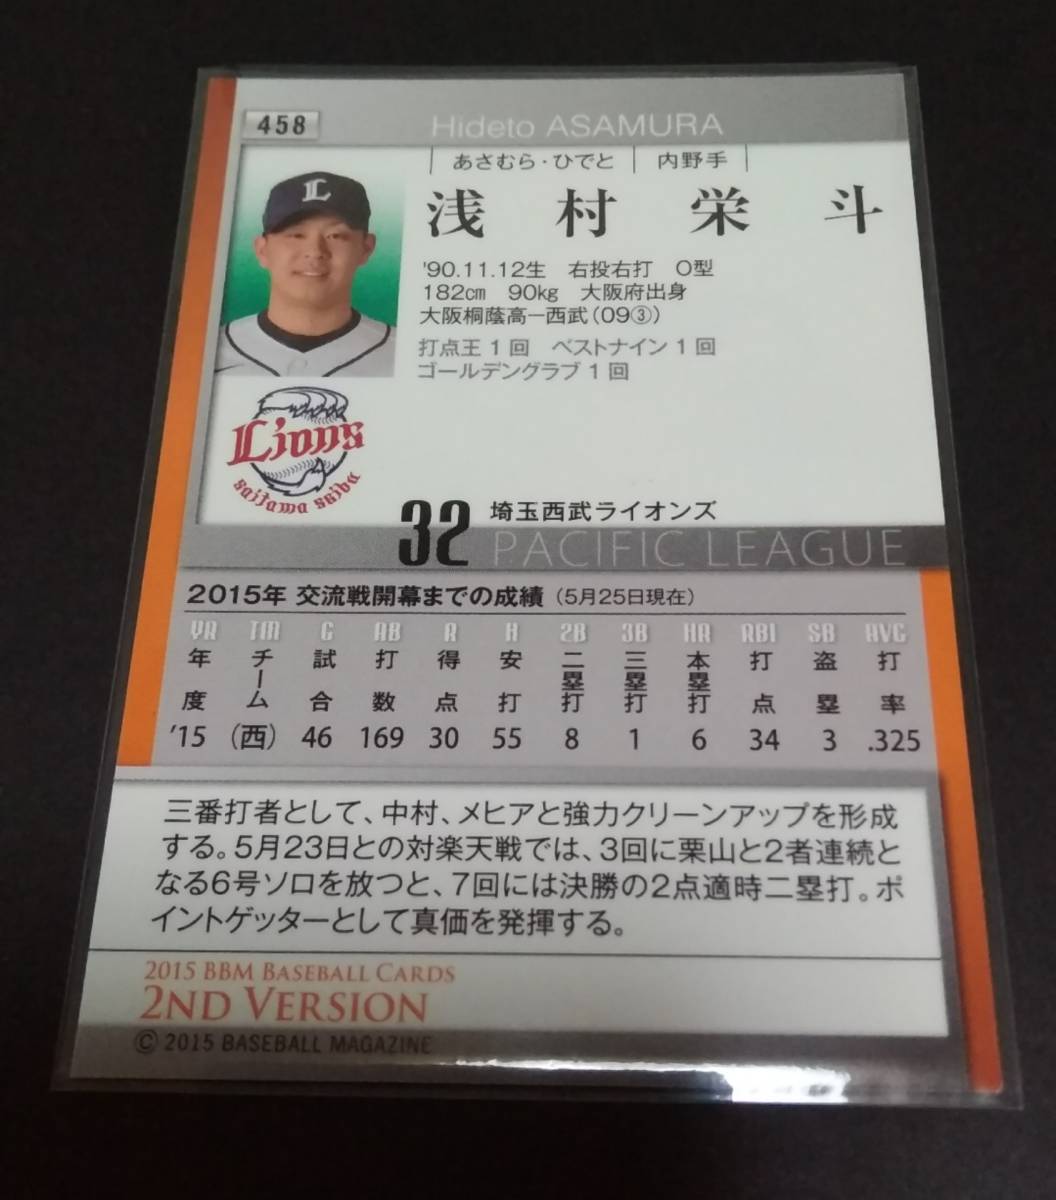 458
Hideto ASAMURA
あさむら・ひでと 内野手
浅村栄斗
'90.11.12生 右投右打 O型
182cm 90kg 大阪府出身
大阪桐蔭高ー西武(09③)
打点王1回 ベストナイン1回
ゴールデングラブ1回
L
Lions
saitama seibu
32 埼玉西武ライオンズ
PACIFIC LEAGUE
2015年 交流戦開幕までの成績 (5月25日現在)
YR TM G AB R H 2B 3B HR RBI SB AVG
年度 チーム 試合 打数 得点 安打 二塁打 三塁打 本塁打 打点 盗塁 打率
'15 (西) 46 169 30 55 8 1 6 34 3 .325
三番打者として、中村、メヒアと強力クリーンアップを形成
する。5月23日との対楽天戦では、3回に栗山と2者連続と
なる6号ソロを放つと、7回には決勝の2点適時二塁打。ポ
イントゲッターとして真価を発揮する。
2015 BBM BASEBALL CARDS
2ND VERSION
© 2015 BASEBALL MAGAZINE